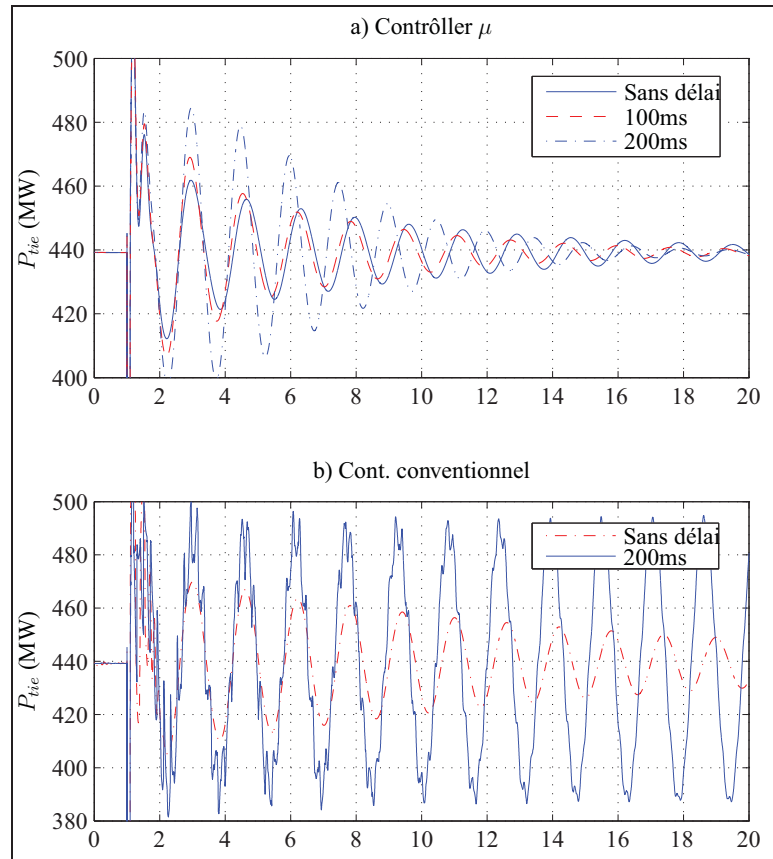 a) Contrôller μ
500
480
460
440
420
400
P_tie (MW)
Sans délai
100ms
200ms
0 2 4 6 8 10 12 14 16 18 20
b) Cont. conventionnel
500
480
460
440
420
400
380
P_tie (MW)
Sans délai
200ms
0 2 4 6 8 10 12 14 16 18 20